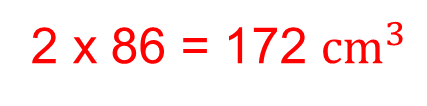 2 x 86 = 172 cm³